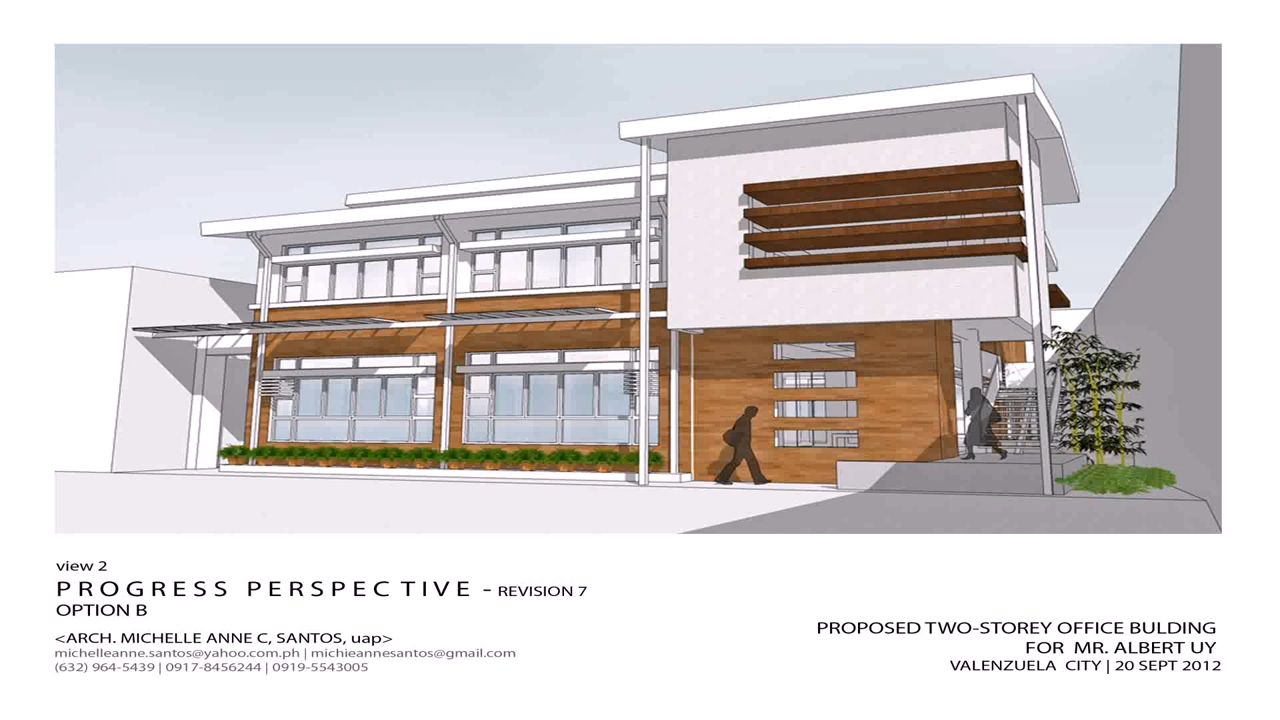 view 2
PROGRESS PERSPECTIVE - REVISION 7
OPTION B
<ARCH. MICHELLE ANNE C, SANTOS, uap>
michelleanne.santos@yahoo.com.ph | michieannesantos@gmail.com
(632) 964-5439 | 0917-8456244 | 0919-5543005
PROPOSED TWO-STOREY OFFICE BULDING
FOR MR. ALBERT UY
VALENZUELA CITY | 20 SEPT 2012